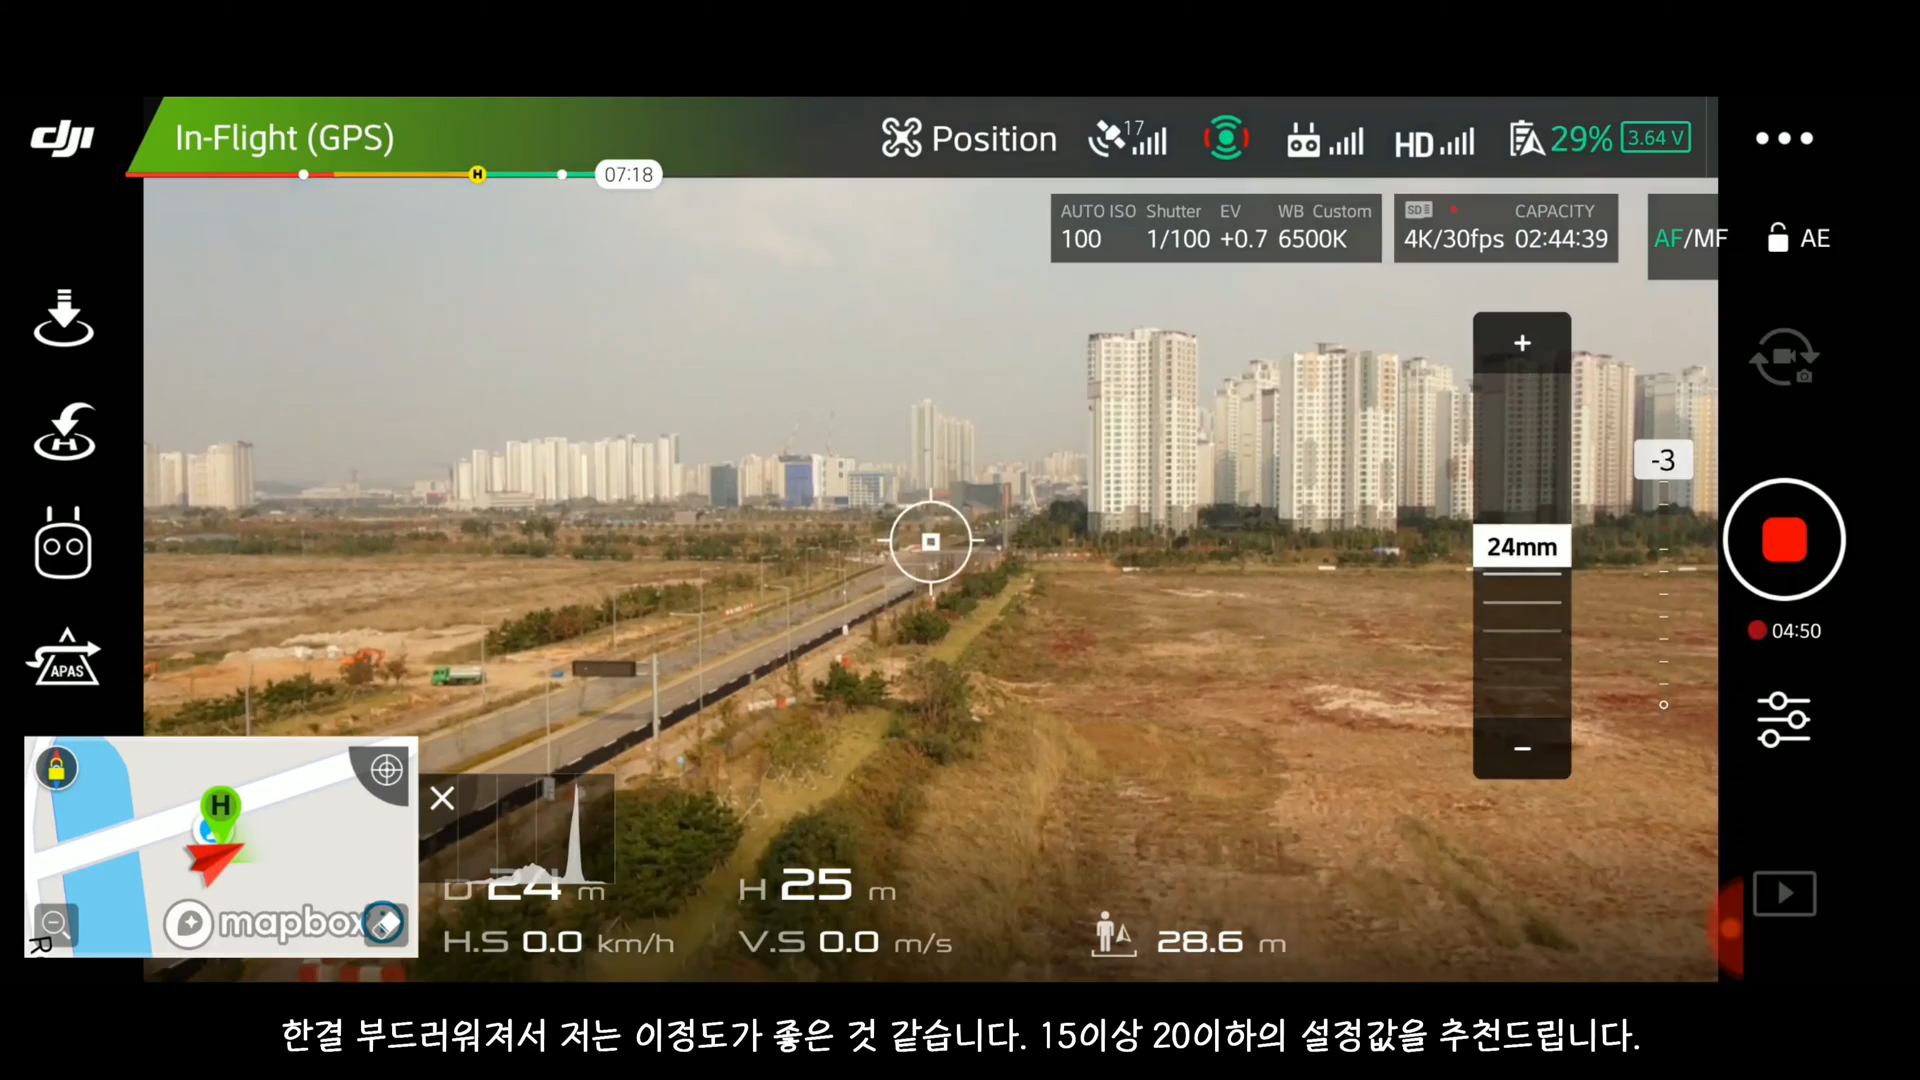 dji
In-Flight (GPS)
Position
17
HD
29%
3.64 V
H
07:18
AUTO ISO Shutter EV WB Custom
100 1/100 +0.7 6500K
SD CAPACITY
4K/30fps 02:44:39
AF/MF
AE
+
-3
24mm
04:50
APAS
H
H
mapbox
R
D 24 m
H 25 m
H.S 0.0 km/h
V.S 0.0 m/s
28.6 m
한결 부드러워져서 저는 이정도가 좋은 것 같습니다. 15이상 20이하의 설정값을 추천드립니다.